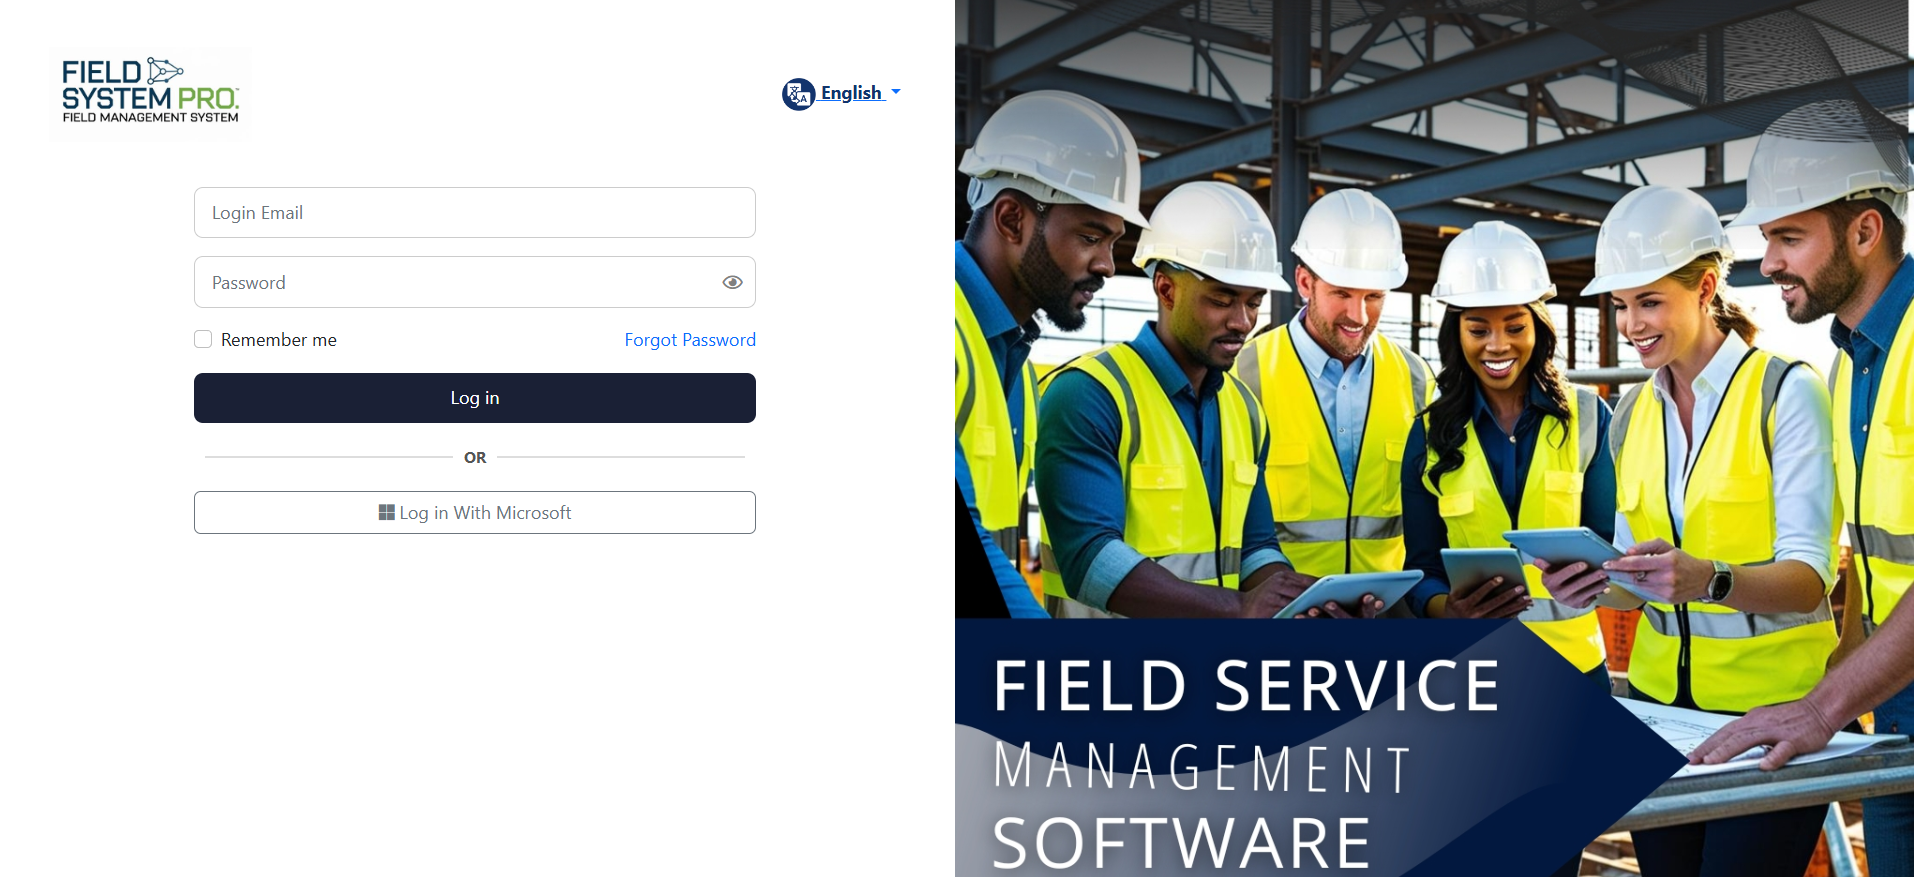 FIELD
SYSTEM PRO™
FIELD MANAGEMENT SYSTEM
English
Login Email
Password
Remember me
Forgot Password
Log in
OR
Log in With Microsoft
FIELD SERVICE
MANAGEMENT
SOFTWARE